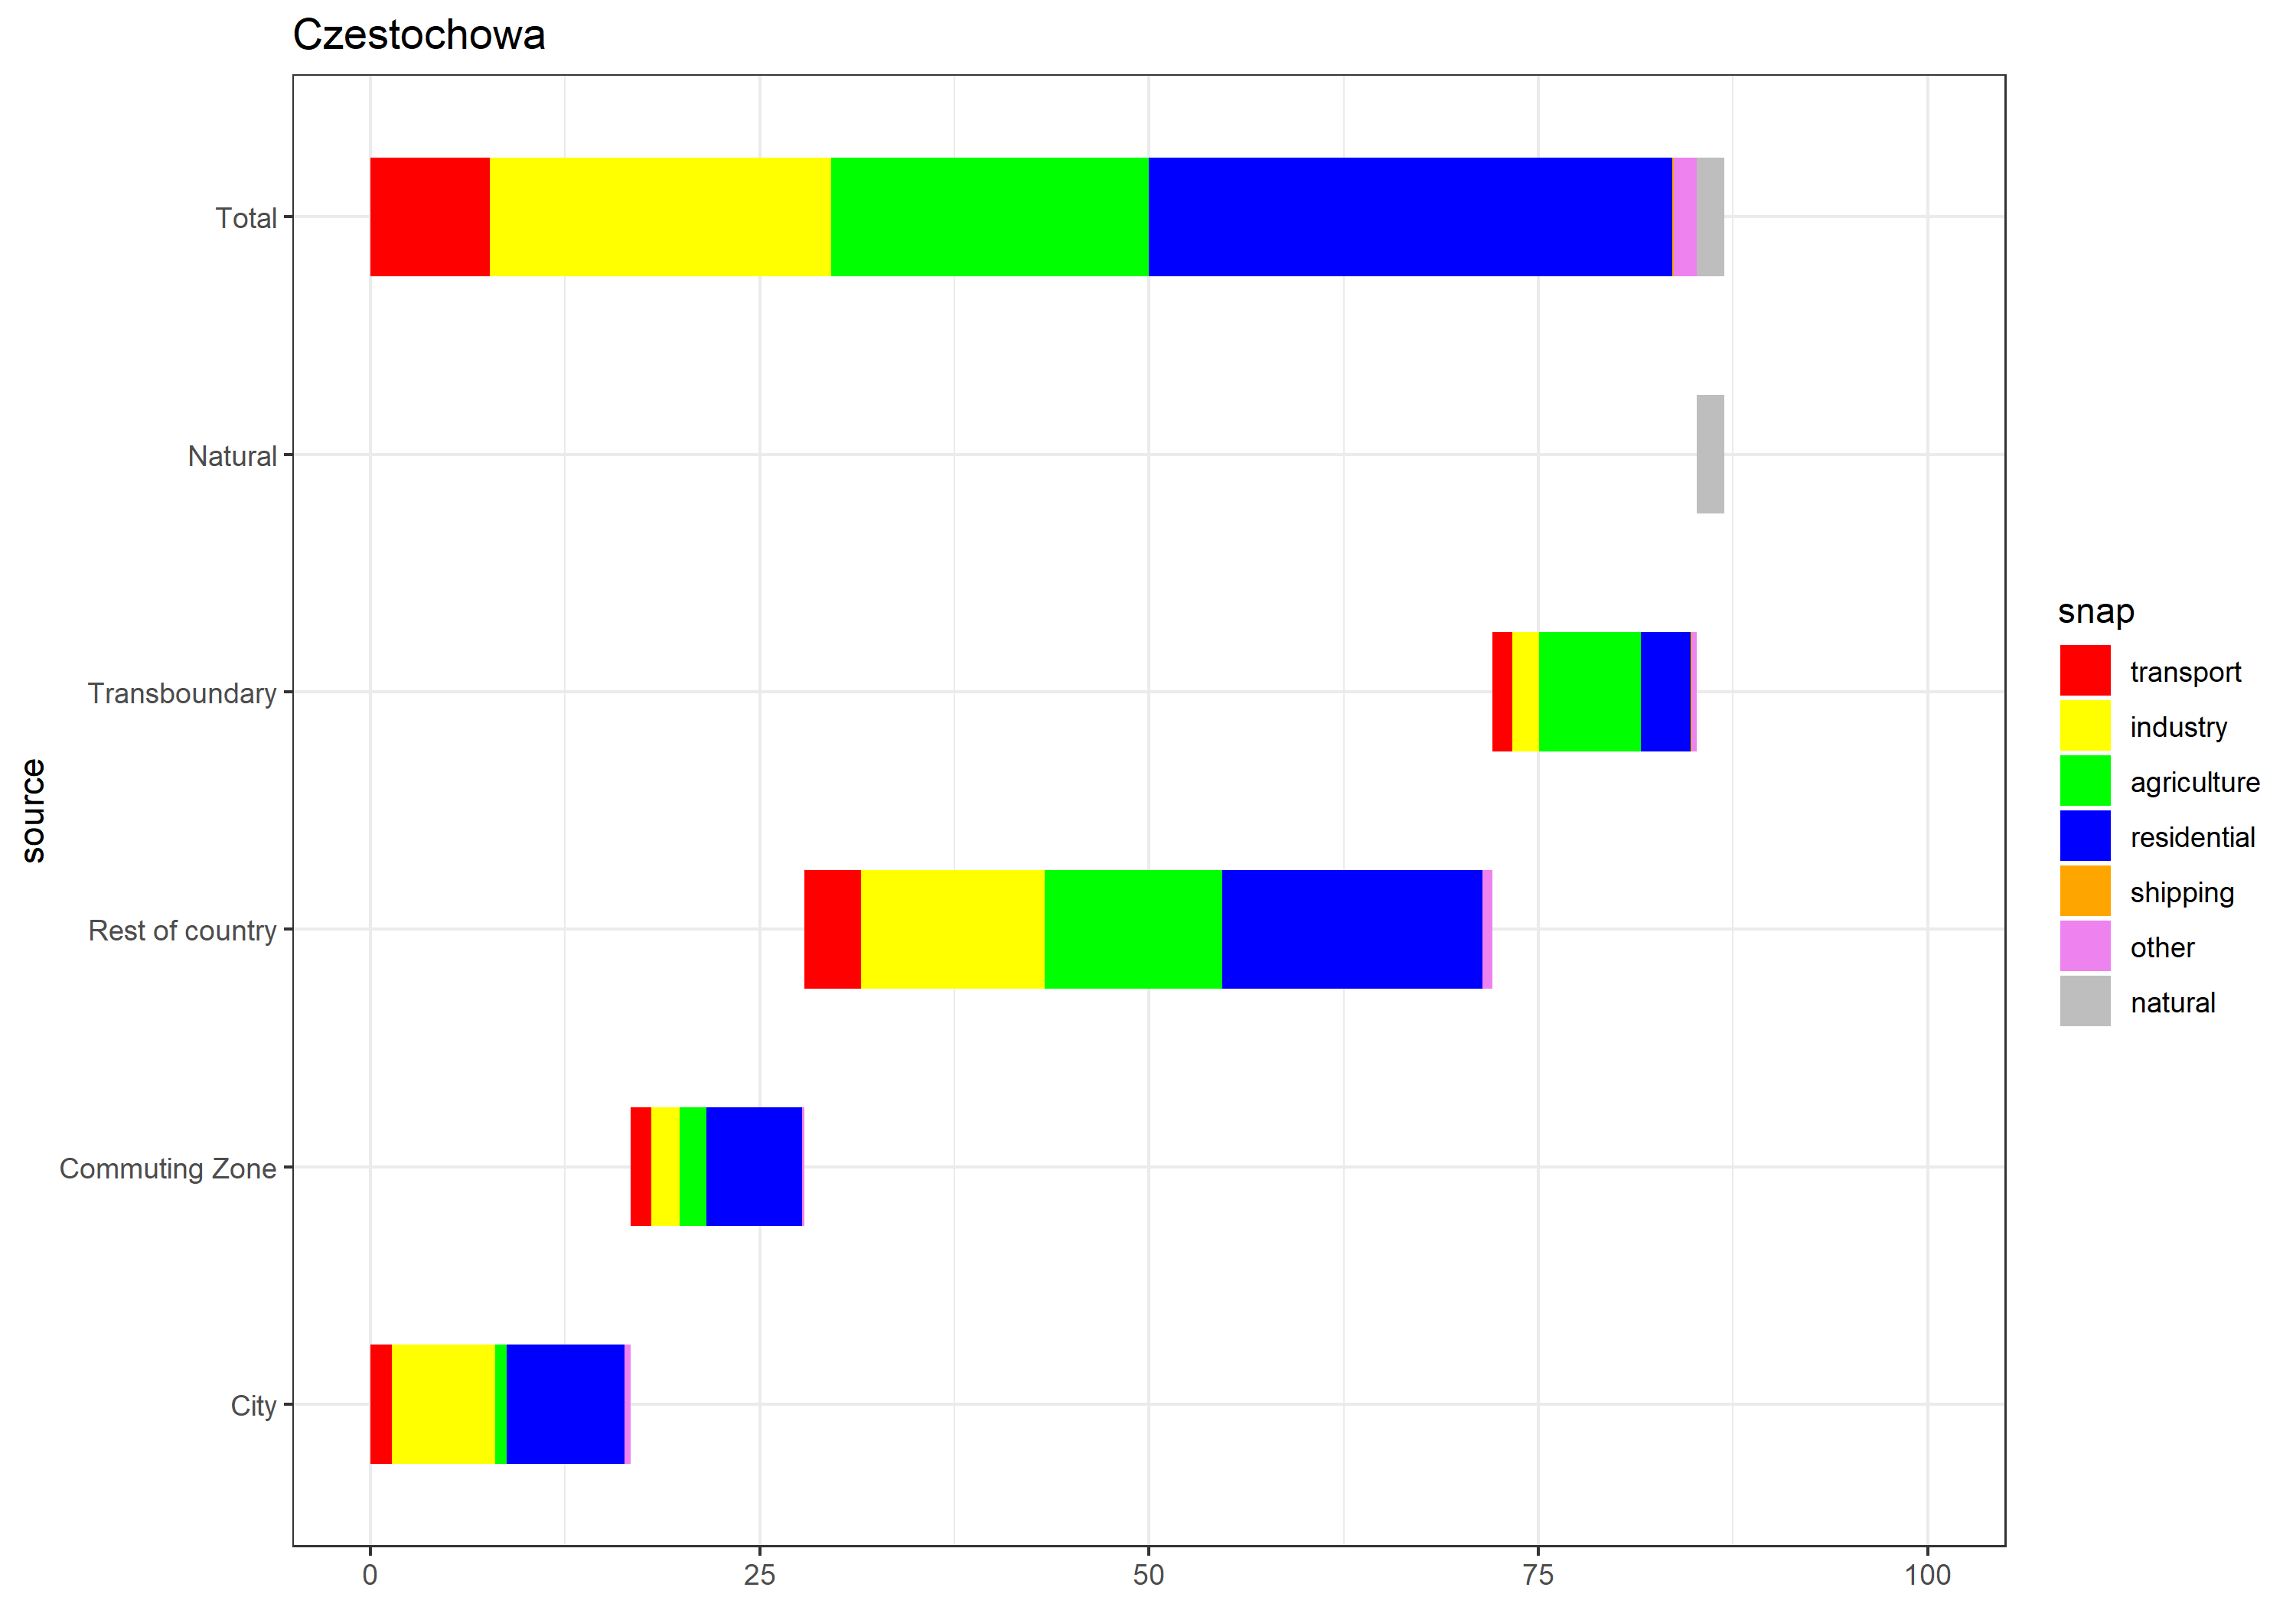 Czestochowa
Total
Natural
Transboundary
Rest of country
Commuting Zone
City
source
0 25 50 75 100
snap
transport
industry
agriculture
residential
shipping
other
natural